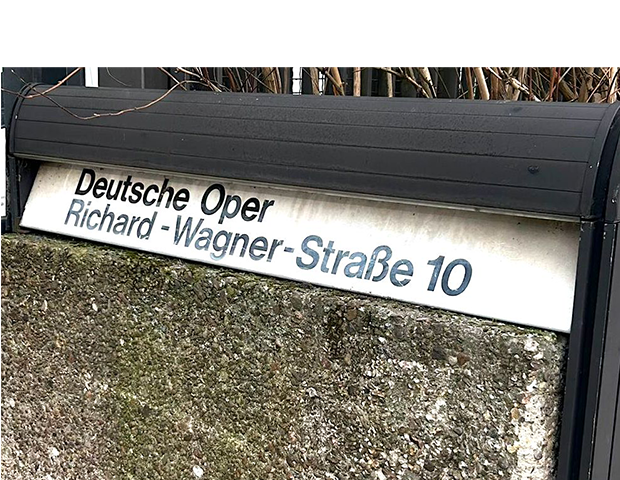 Deutsche Oper
Richard-Wagner-Straße 10